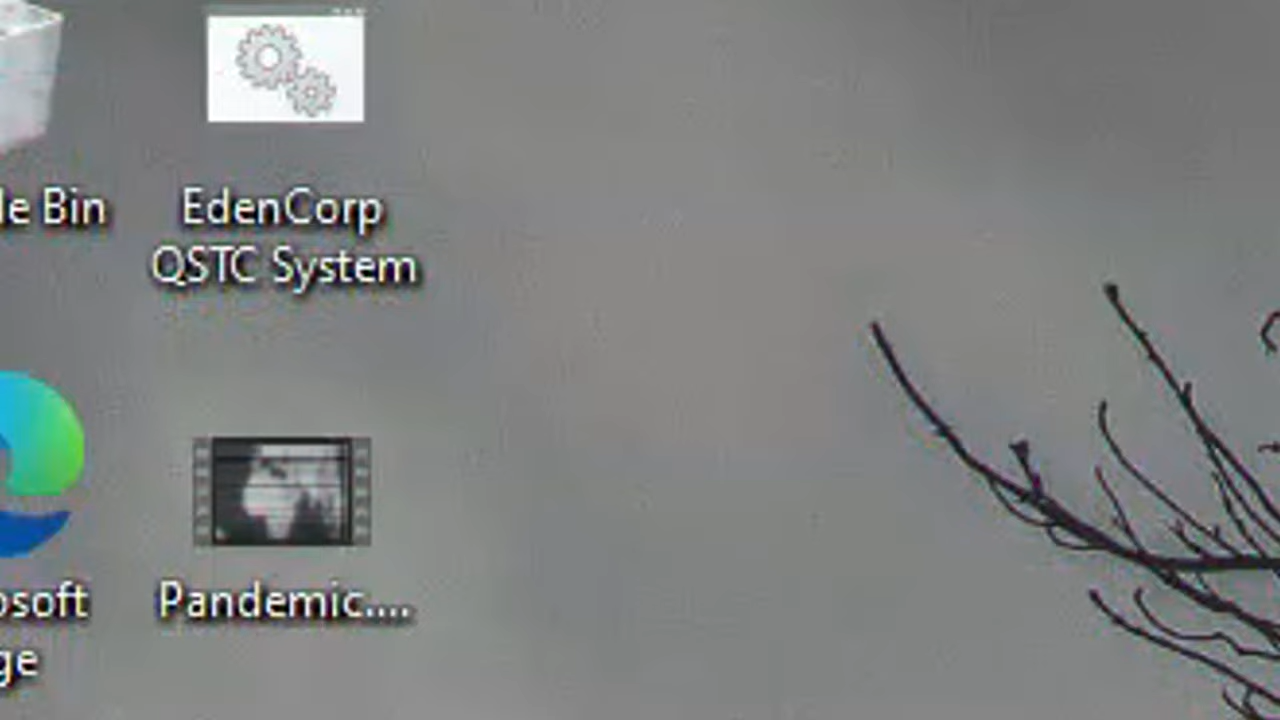 le Bin
EdenCorp
QSTC System
osoft
ge
Pandemic....